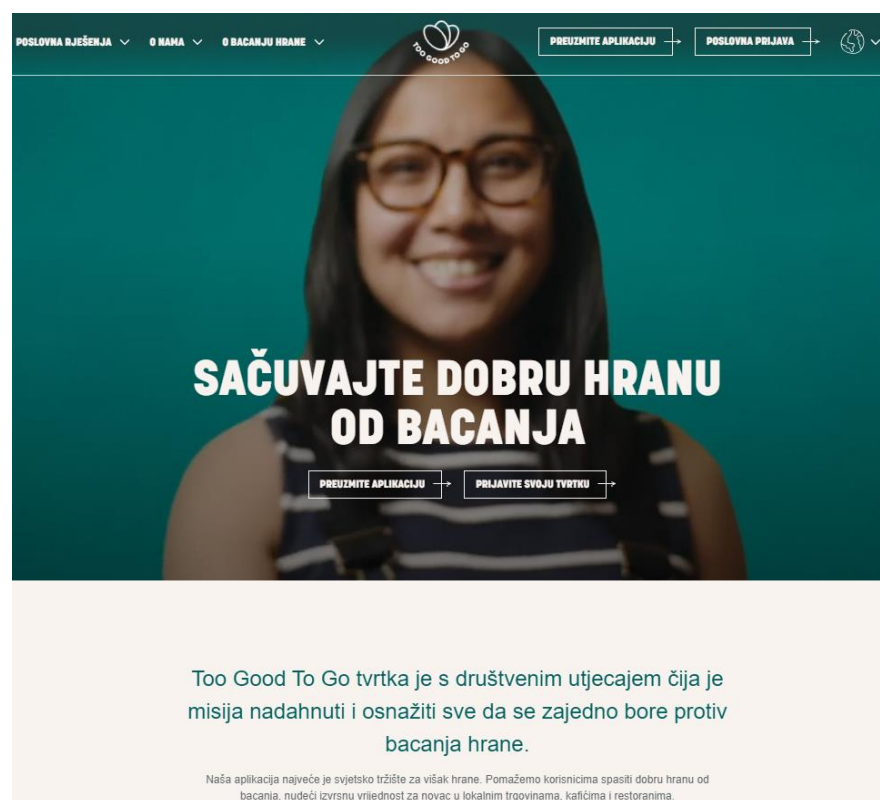 POSLOVNA RJEŠENJA
O NAMA
O BACANJU HRANE
TOO GOOD TO GO
PREUZMITE APLIKACIJU
POSLOVNA PRIJAVA
SAČUVAJTE DOBRU HRANU
OD BACANJA
PREUZMITE APLIKACIJU
PRIJAVITE SVOJU TVRTKU
Too Good To Go tvrtka je s društvenim utjecajem čija je
misija nadahnuti i osnažiti sve da se zajedno bore protiv
bacanja hrane.
Naša aplikacija najveće je svjetsko tržište za višak hrane. Pomažemo korisnicima spasiti dobru hranu od
bacanja, nudeći izvrsnu vrijednost za novac u lokalnim trgovinama, kafićima i restoranima.